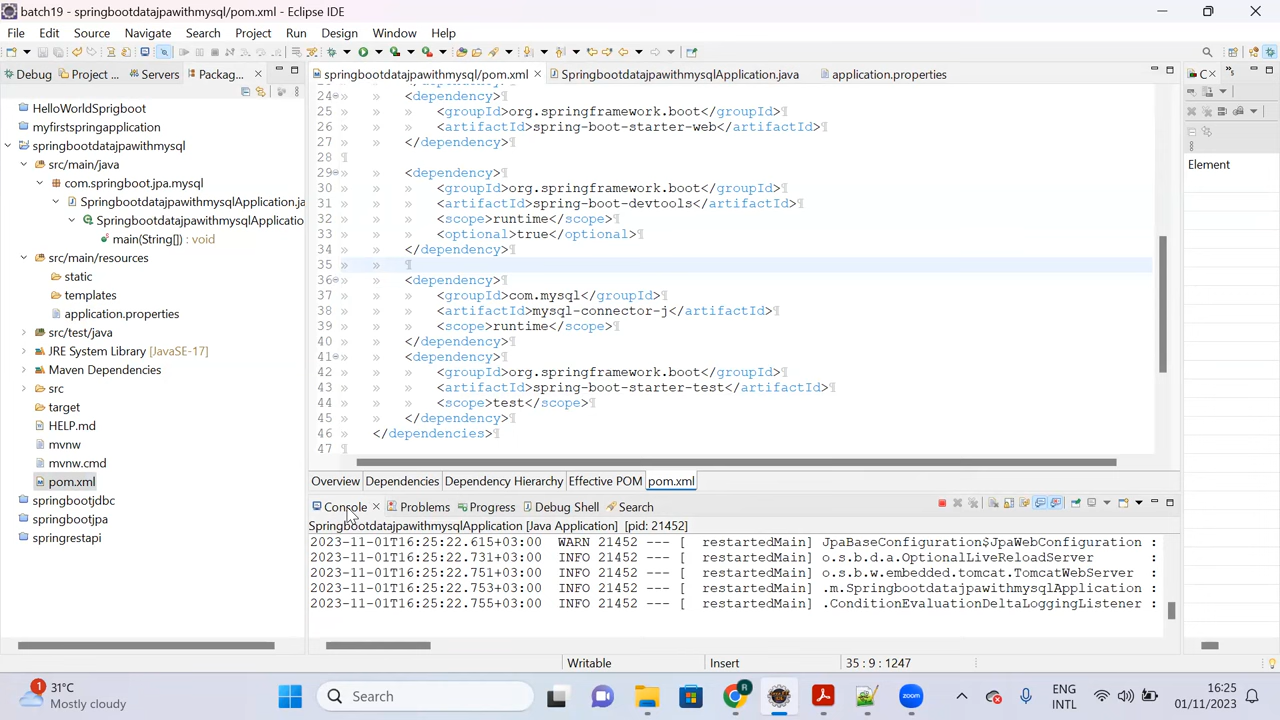 batch19 - springbootdatajpawithmysql/pom.xml - Eclipse IDE
File Edit Source Navigate Search Project Run Design Window Help
Debug Project ... Servers Packag...
springbootdatajpawithmysql/pom.xml SpringbootdatajpawithmysqlApplication.java application.properties
HelloWorldSprigboot
myfirstspringapplication
springbootdatajpawithmysql
src/main/java
com.springboot.jpa.mysql
SpringbootdatajpawithmysqlApplication.ja
SpringbootdatajpawithmysqlApplicatio
main(String[]) : void
src/main/resources
static
templates
application.properties
src/test/java
JRE System Library [JavaSE-17]
Maven Dependencies
src
target
HELP.md
mvnw
mvnw.cmd
pom.xml
springbootjdbc
springbootjpa
springrestapi
24 <dependency>¶
25 <groupId>org.springframework.boot</groupId>¶
26 <artifactId>spring-boot-starter-web</artifactId>¶
27 </dependency>¶
28 ¶
29 <dependency>¶
30 <groupId>org.springframework.boot</groupId>¶
31 <artifactId>spring-boot-devtools</artifactId>¶
32 <scope>runtime</scope>¶
33 <optional>true</optional>¶
34 </dependency>¶
35 ¶
36 <dependency>¶
37 <groupId>com.mysql</groupId>¶
38 <artifactId>mysql-connector-j</artifactId>¶
39 <scope>runtime</scope>¶
40 </dependency>¶
41 <dependency>¶
42 <groupId>org.springframework.boot</groupId>¶
43 <artifactId>spring-boot-starter-test</artifactId>¶
44 <scope>test</scope>¶
45 </dependency>¶
46 </dependencies>¶
47 ¶
Element
Overview Dependencies Dependency Hierarchy Effective POM pom.xml
Console Problems Progress Debug Shell Search
SpringbootdatajpawithmysqlApplication [Java Application] [pid: 21452]
2023-11-01T16:25:22.615+03:00 WARN 21452 --- [ restartedMain] JpaBaseConfiguration$JpaWebConfiguration :
2023-11-01T16:25:22.731+03:00 INFO 21452 --- [ restartedMain] o.s.b.d.a.OptionalLiveReloadServer :
2023-11-01T16:25:22.751+03:00 INFO 21452 --- [ restartedMain] o.s.b.w.embedded.tomcat.TomcatWebServer :
2023-11-01T16:25:22.753+03:00 INFO 21452 --- [ restartedMain] .m.SpringbootdatajpawithmysqlApplication :
2023-11-01T16:25:22.755+03:00 INFO 21452 --- [ restartedMain] .ConditionEvaluationDeltaLoggingListener :
Writable Insert 35 : 9 : 1247
1 31°C
Mostly cloudy
Search
zoom
ENG
INTL
16:25
01/11/2023